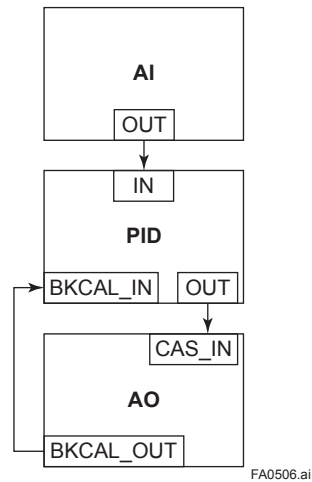 AI
OUT
IN
PID
BKCAL_IN OUT
CAS_IN
AO
BKCAL_OUT
FA0506.ai